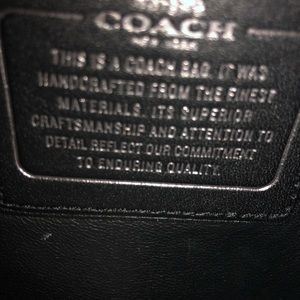 COACH
NEW YORK
THIS IS A COACH BAG. IT WAS
HANDCRAFTED FROM THE FINEST
MATERIALS. ITS SUPERIOR
CRAFTSMANSHIP AND ATTENTION TO
DETAIL REFLECT OUR COMMITMENT
TO ENDURING QUALITY.